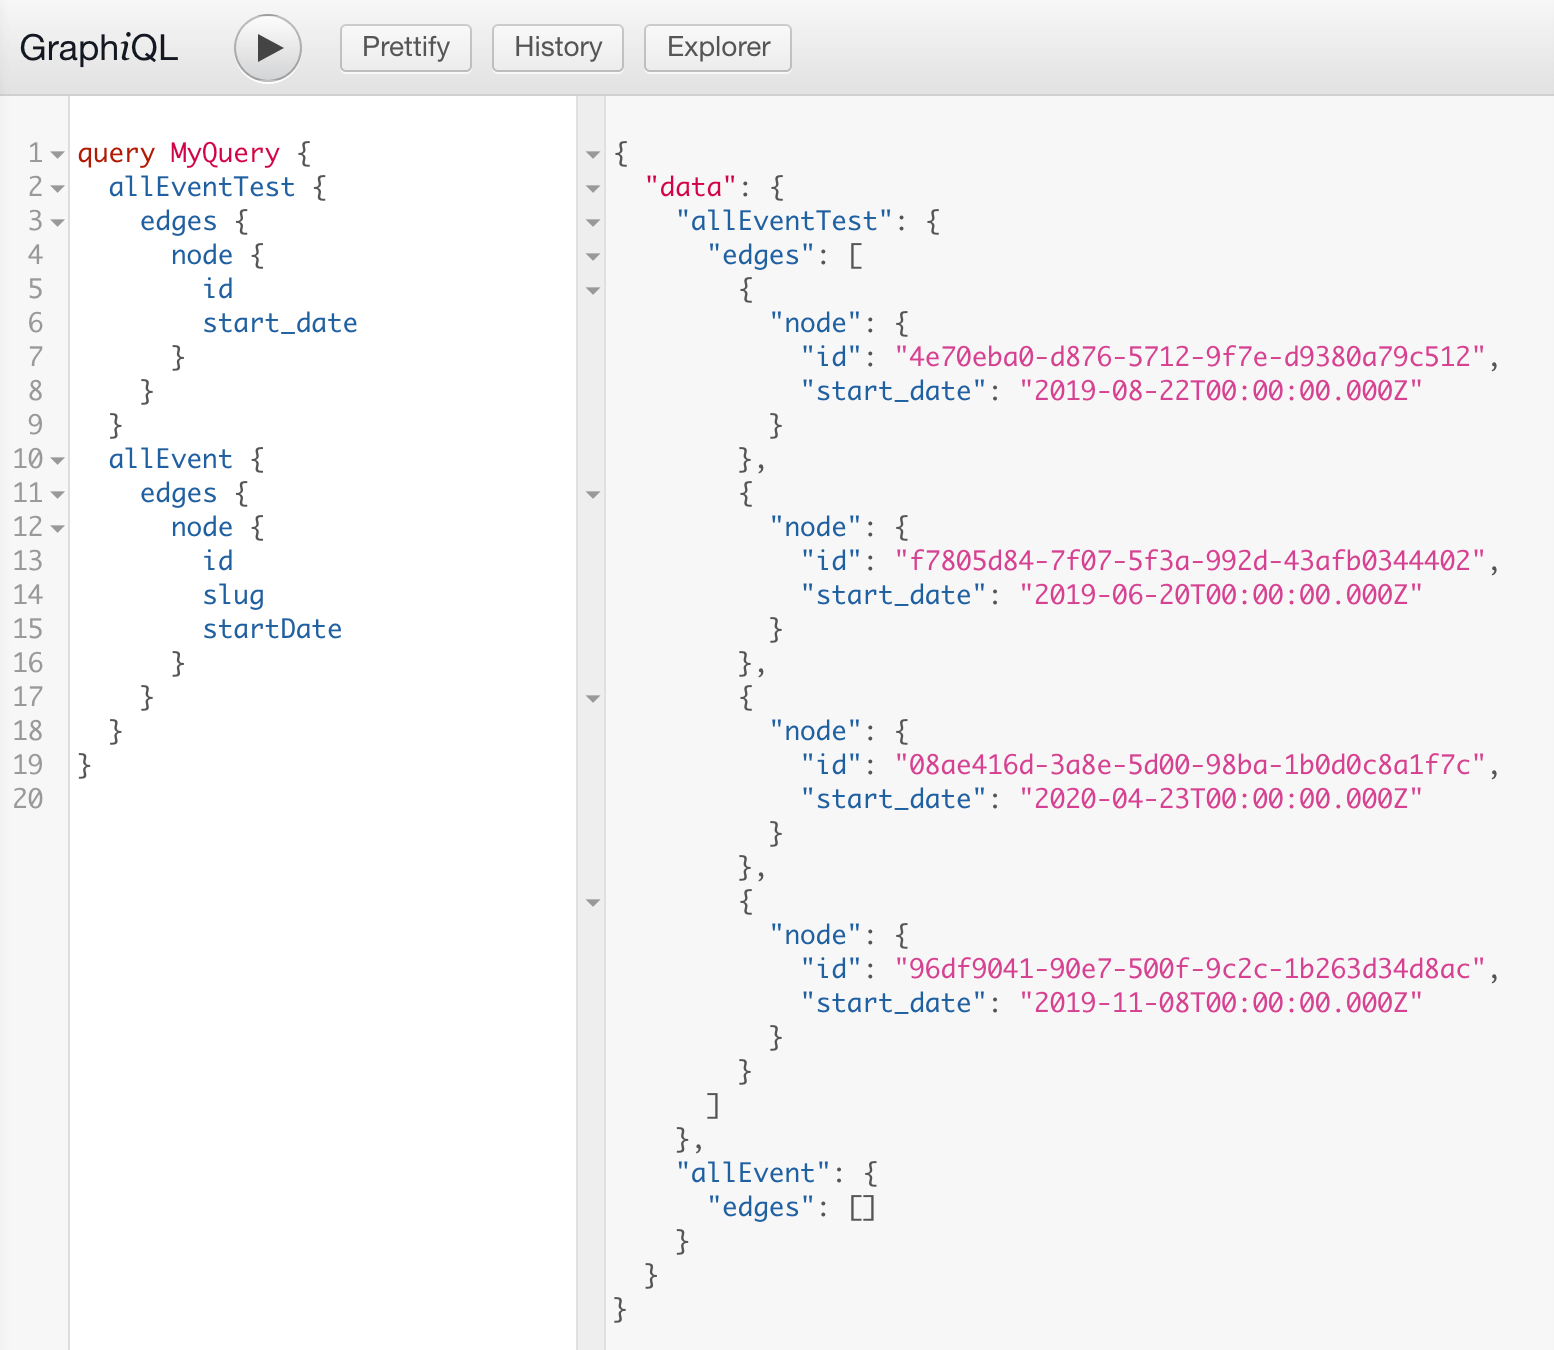 GraphiQL Prettify History Explorer
1 query MyQuery {
2   allEventTest {
3     edges {
4       node {
5         id
6         start_date
7       }
8     }
9   }
10   allEvent {
11     edges {
12       node {
13         id
14         slug
15         startDate
16       }
17     }
18   }
19 }
20
{
  "data": {
    "allEventTest": {
      "edges": [
        {
          "node": {
            "id": "4e70eba0-d876-5712-9f7e-d9380a79c512",
            "start_date": "2019-08-22T00:00:00.000Z"
          }
        },
        {
          "node": {
            "id": "f7805d84-7f07-5f3a-992d-43afb0344402",
            "start_date": "2019-06-20T00:00:00.000Z"
          }
        },
        {
          "node": {
            "id": "08ae416d-3a8e-5d00-98ba-1b0d0c8a1f7c",
            "start_date": "2020-04-23T00:00:00.000Z"
          }
        },
        {
          "node": {
            "id": "96df9041-90e7-500f-9c2c-1b263d34d8ac",
            "start_date": "2019-11-08T00:00:00.000Z"
          }
        }
      ]
    },
    "allEvent": {
      "edges": []
    }
  }
}